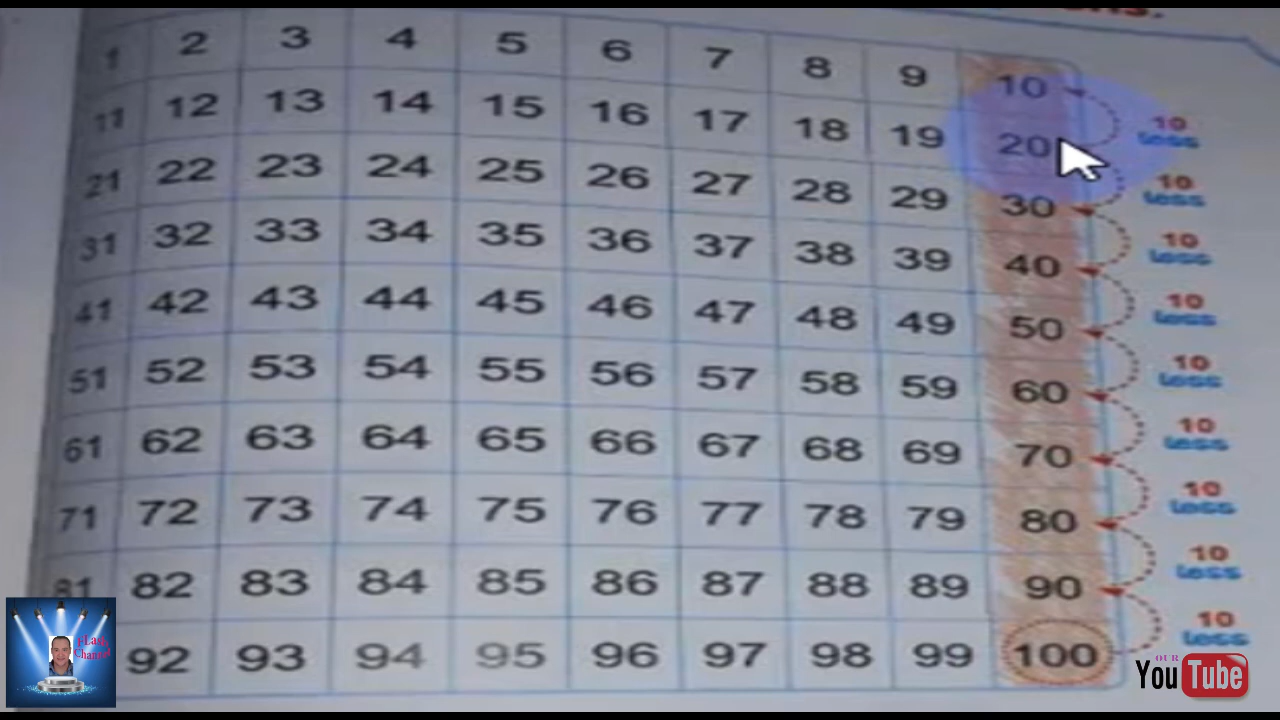 1 2 3 4 5 6 7 8 9 10
11 12 13 14 15 16 17 18 19 20
10 less
21 22 23 24 25 26 27 28 29 30
10 less
31 32 33 34 35 36 37 38 39 40
10 less
41 42 43 44 45 46 47 48 49 50
10 less
51 52 53 54 55 56 57 58 59 60
10 less
61 62 63 64 65 66 67 68 69 70
10 less
71 72 73 74 75 76 77 78 79 80
10 less
81 82 83 84 85 86 87 88 89 90
10 less
92 93 94 95 96 97 98 99 100
10 less
fLash
Channel
OUR
YouTube